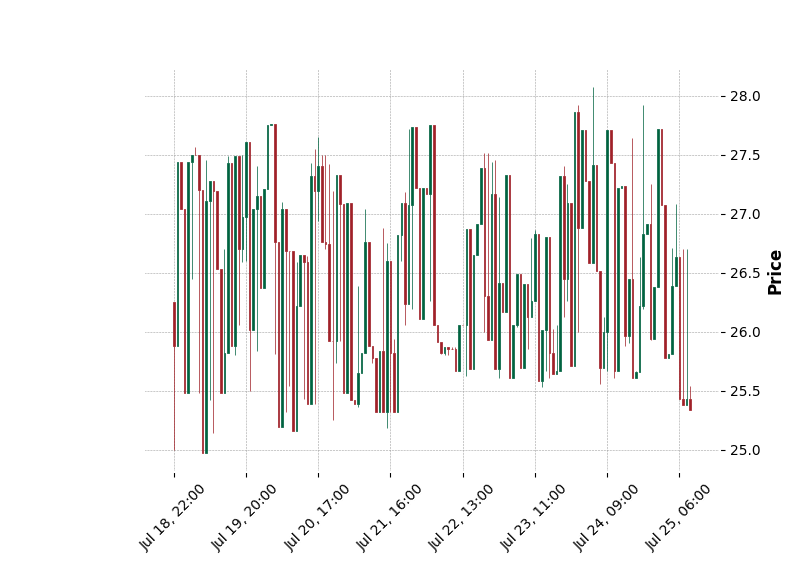 28.0
27.5
27.0
26.5
26.0
25.5
25.0
Price
Jul 18, 22:00
Jul 19, 20:00
Jul 20, 17:00
Jul 21, 16:00
Jul 22, 13:00
Jul 23, 11:00
Jul 24, 09:00
Jul 25, 06:00